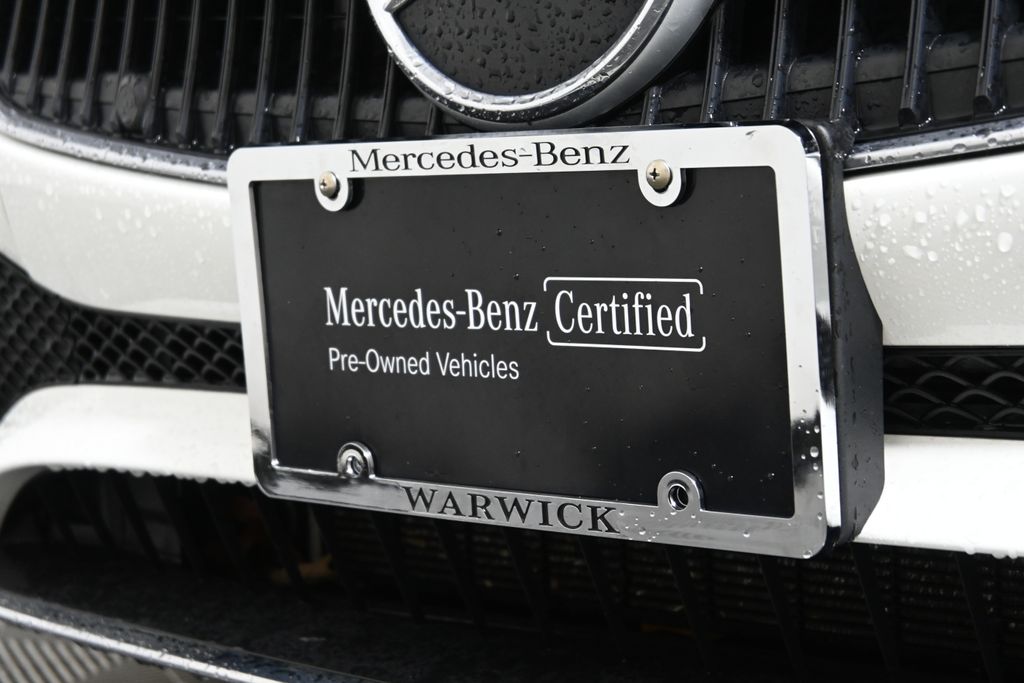 Mercedes-Benz
Mercedes-Benz Certified
Pre-Owned Vehicles
WARWICK